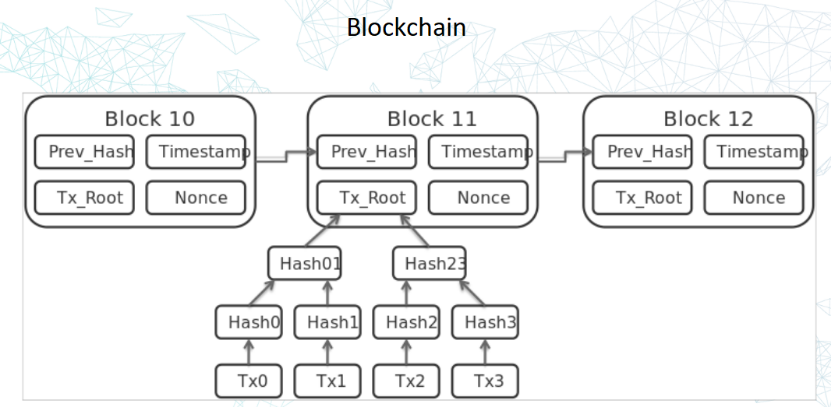 Blockchain
Block 10
Block 11
Block 12
Prev_Hash Timestamp
Prev_Hash Timestamp
Prev_Hash Timestamp
Tx_Root Nonce
Tx_Root Nonce
Tx_Root Nonce
Hash01
Hash23
Hash0
Hash1
Hash2
Hash3
Tx0
Tx1
Tx2
Tx3